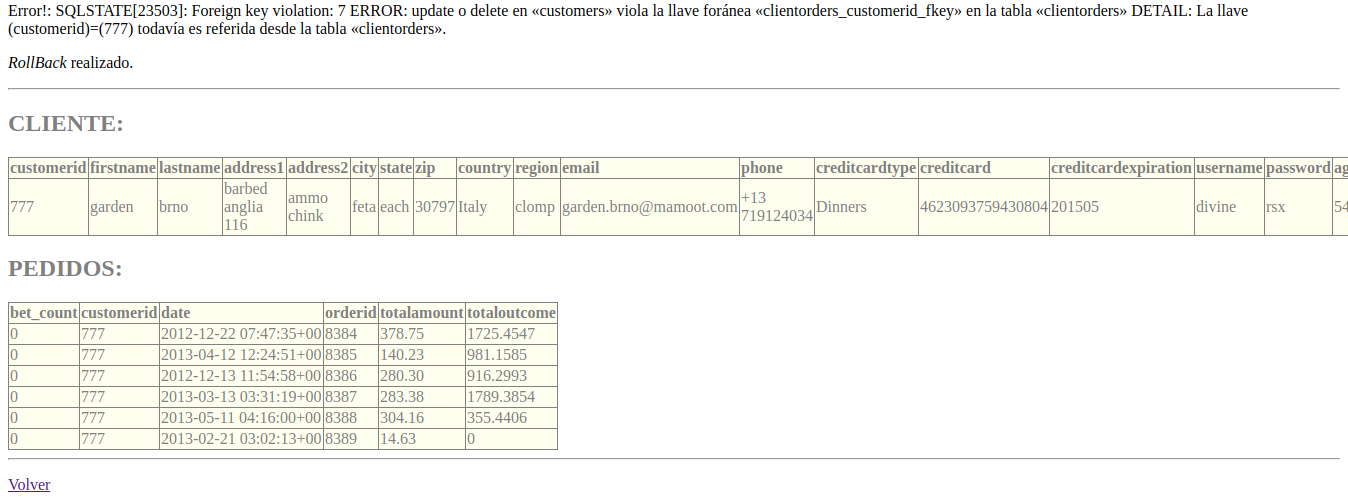 Error!: SQLSTATE[23503]: Foreign key violation: 7 ERROR: update o delete en «customers» viola la llave foránea «clientorders_customerid_fkey» en la tabla «clientorders» DETAIL: La llave
(customerid)=(777) todavía es referida desde la tabla «clientorders».
RollBack realizado.
CLIENTE:
customerid firstname lastname address1 address2 city state zip country region email phone creditcardtype creditcard creditcardexpiration username password ag
777 garden brno barbed anglia 116 ammo chink feta each 30797 Italy clomp garden.brno@mamoot.com +13 719124034 Dinners 4623093759430804 201505 divine rsx 54
PEDIDOS:
bet_count customerid date orderid totalamount totaloutcome
0 777 2012-12-22 07:47:35+00 8384 378.75 1725.4547
0 777 2013-04-12 12:24:51+00 8385 140.23 981.1585
0 777 2012-12-13 11:54:58+00 8386 280.30 916.2993
0 777 2013-03-13 03:31:19+00 8387 283.38 1789.3854
0 777 2013-05-11 04:16:00+00 8388 304.16 355.4406
0 777 2013-02-21 03:02:13+00 8389 14.63 0
Volver